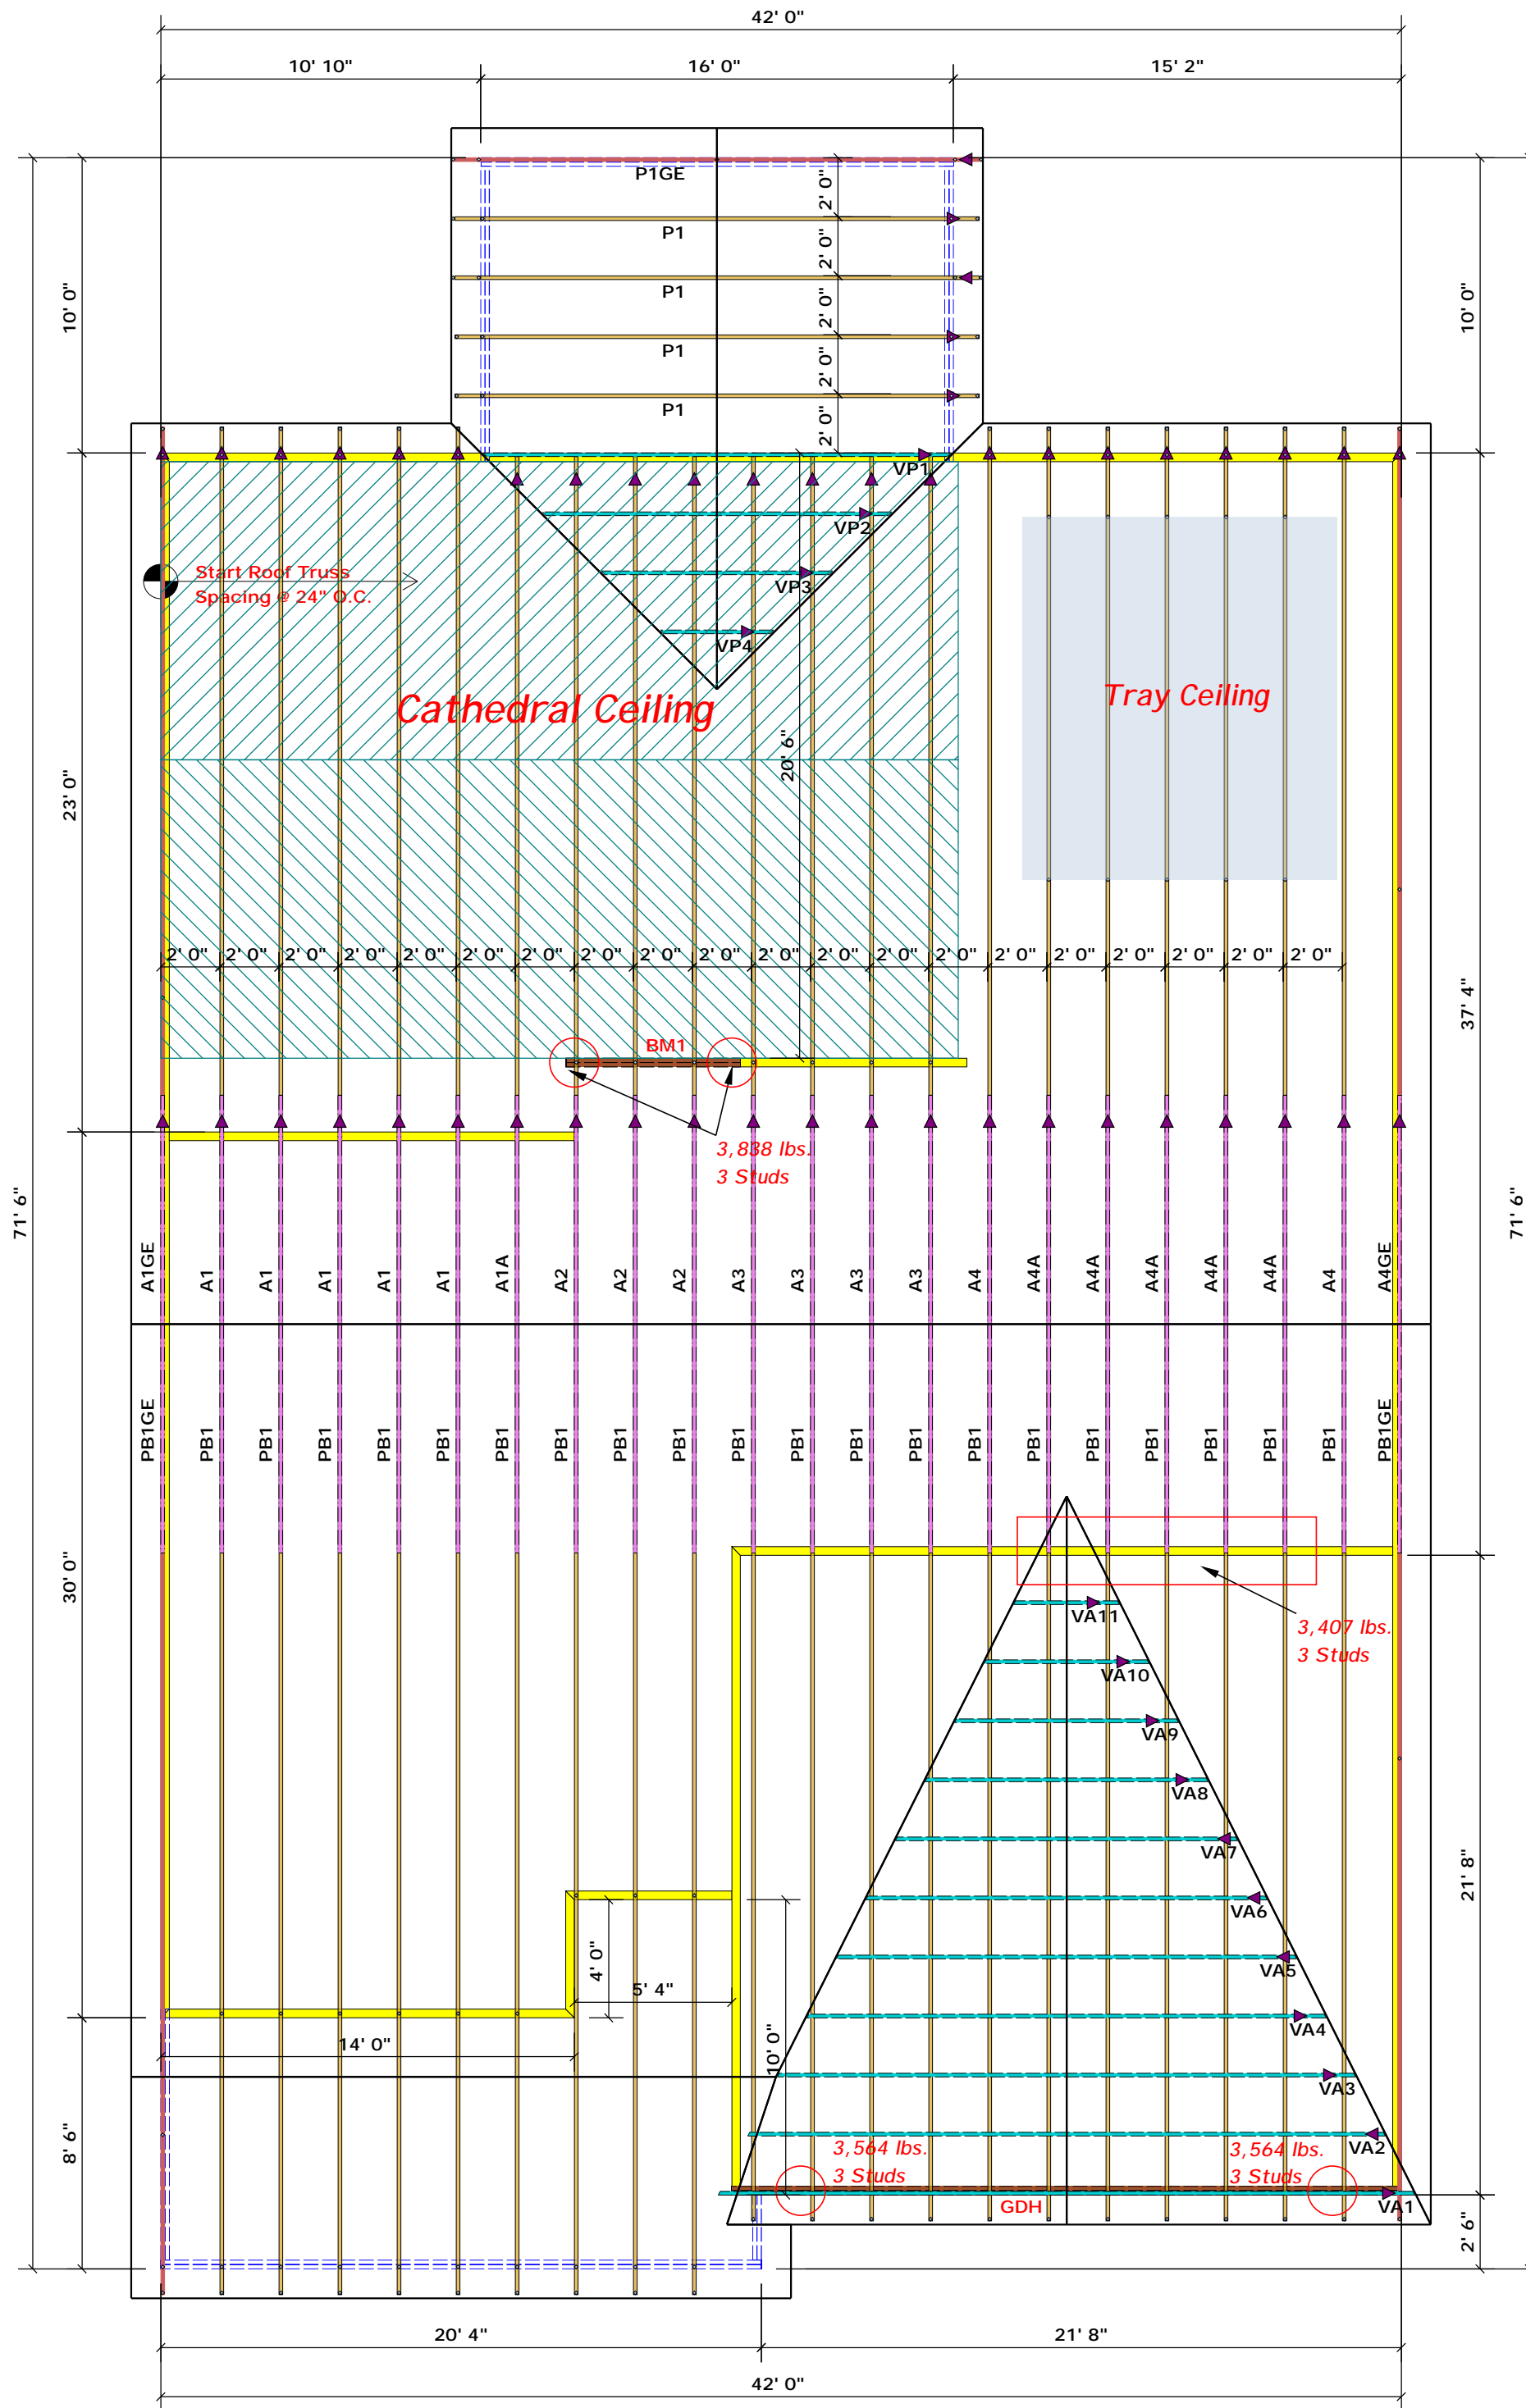 42' 0"
10' 10"
16' 0"
15' 2"
P1GE
2' 0"
P1
2' 0"
P1
2' 0"
P1
2' 0"
P1
2' 0"
10' 0"
10' 0"
VP1
VP2
Start Roof Truss
Spacing @ 24" O.C.
VP3
VP4
Cathedral Ceiling
Tray Ceiling
20' 6"
23' 0"
2' 0" 2' 0" 2' 0" 2' 0" 2' 0" 2' 0" 2' 0" 2' 0" 2' 0" 2' 0" 2' 0" 2' 0" 2' 0" 2' 0" 2' 0" 2' 0" 2' 0" 2' 0" 2' 0" 2' 0"
37' 4"
BM1
3,838 lbs.
3 Studs
71' 6"
71' 6"
A1GE A1 A1 A1 A1 A1 A1A A2 A2 A2 A3 A3 A3 A3 A4 A4A A4A A4A A4A A4A A4 A4GE
PB1GE PB1 PB1 PB1 PB1 PB1 PB1 PB1 PB1 PB1 PB1 PB1 PB1 PB1 PB1 PB1 PB1 PB1 PB1 PB1 PB1 PB1GE
30' 0"
3,407 lbs.
3 Studs
VA11
VA10
VA9
VA8
VA7
VA6
VA5
VA4
VA3
VA2
VA1
21' 8"
4' 0"
5' 4"
14' 0"
10' 0"
8' 6"
3,564 lbs.
3 Studs
3,564 lbs.
3 Studs
GDH
2' 6"
20' 4"
21' 8"
42' 0"